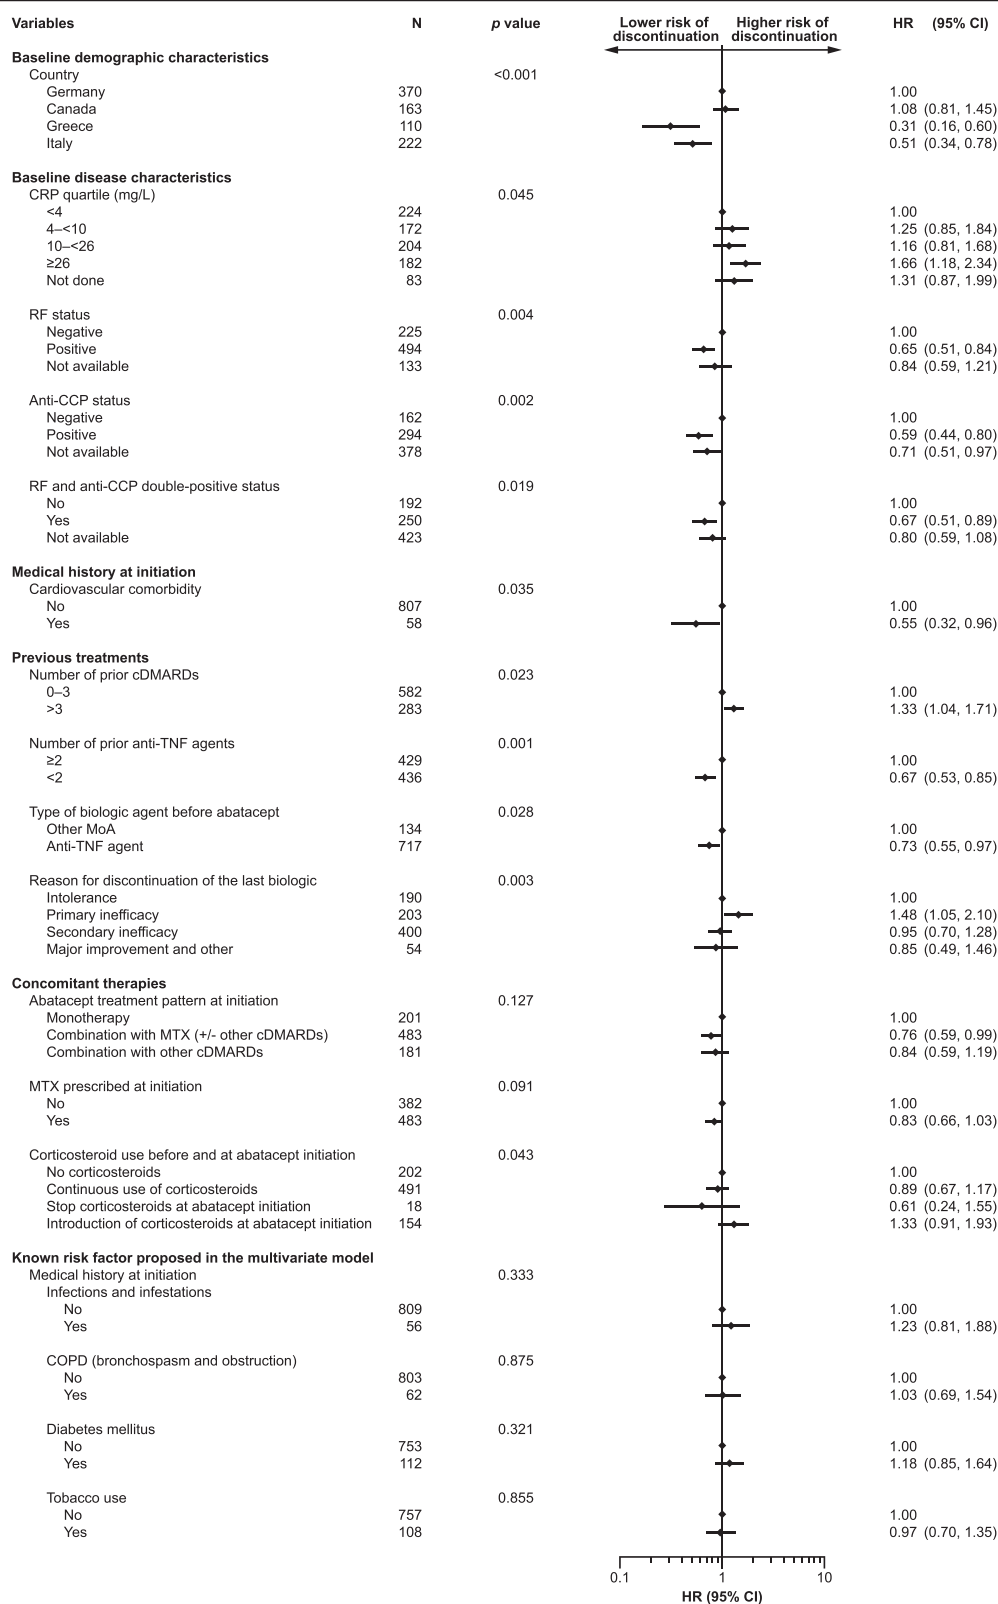 Variables N p value Lower risk of discontinuation Higher risk of discontinuation HR (95% CI)
Baseline demographic characteristics
Country <0.001
Germany 370 1.00
Canada 163 1.08 (0.81, 1.45)
Greece 110 0.31 (0.16, 0.60)
Italy 222 0.51 (0.34, 0.78)
Baseline disease characteristics
CRP quartile (mg/L) 0.045
<4 224 1.00
4–<10 172 1.25 (0.85, 1.84)
10–<26 204 1.16 (0.81, 1.68)
≥26 182 1.66 (1.18, 2.34)
Not done 83 1.31 (0.87, 1.99)
RF status 0.004
Negative 225 1.00
Positive 494 0.65 (0.51, 0.84)
Not available 133 0.84 (0.59, 1.21)
Anti-CCP status 0.002
Negative 162 1.00
Positive 294 0.59 (0.44, 0.80)
Not available 378 0.71 (0.51, 0.97)
RF and anti-CCP double-positive status 0.019
No 192 1.00
Yes 250 0.67 (0.51, 0.89)
Not available 423 0.80 (0.59, 1.08)
Medical history at initiation
Cardiovascular comorbidity 0.035
No 807 1.00
Yes 58 0.55 (0.32, 0.96)
Previous treatments
Number of prior cDMARDs 0.023
0–3 582 1.00
>3 283 1.33 (1.04, 1.71)
Number of prior anti-TNF agents 0.001
≥2 429 1.00
<2 436 0.67 (0.53, 0.85)
Type of biologic agent before abatacept 0.028
Other MoA 134 1.00
Anti-TNF agent 717 0.73 (0.55, 0.97)
Reason for discontinuation of the last biologic 0.003
Intolerance 190 1.00
Primary inefficacy 203 1.48 (1.05, 2.10)
Secondary inefficacy 400 0.95 (0.70, 1.28)
Major improvement and other 54 0.85 (0.49, 1.46)
Concomitant therapies
Abatacept treatment pattern at initiation 0.127
Monotherapy 201 1.00
Combination with MTX (+/- other cDMARDs) 483 0.76 (0.59, 0.99)
Combination with other cDMARDs 181 0.84 (0.59, 1.19)
MTX prescribed at initiation 0.091
No 382 1.00
Yes 483 0.83 (0.66, 1.03)
Corticosteroid use before and at abatacept initiation 0.043
No corticosteroids 202 1.00
Continuous use of corticosteroids 491 0.89 (0.67, 1.17)
Stop corticosteroids at abatacept initiation 18 0.61 (0.24, 1.55)
Introduction of corticosteroids at abatacept initiation 154 1.33 (0.91, 1.93)
Known risk factor proposed in the multivariate model
Medical history at initiation 0.333
Infections and infestations
No 809 1.00
Yes 56 1.23 (0.81, 1.88)
COPD (bronchospasm and obstruction) 0.875
No 803 1.00
Yes 62 1.03 (0.69, 1.54)
Diabetes mellitus 0.321
No 753 1.00
Yes 112 1.18 (0.85, 1.64)
Tobacco use 0.855
No 757 1.00
Yes 108 0.97 (0.70, 1.35)
0.1 1 10
HR (95% CI)